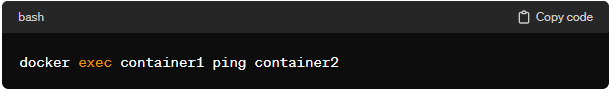 bash
Copy code
docker exec container1 ping container2